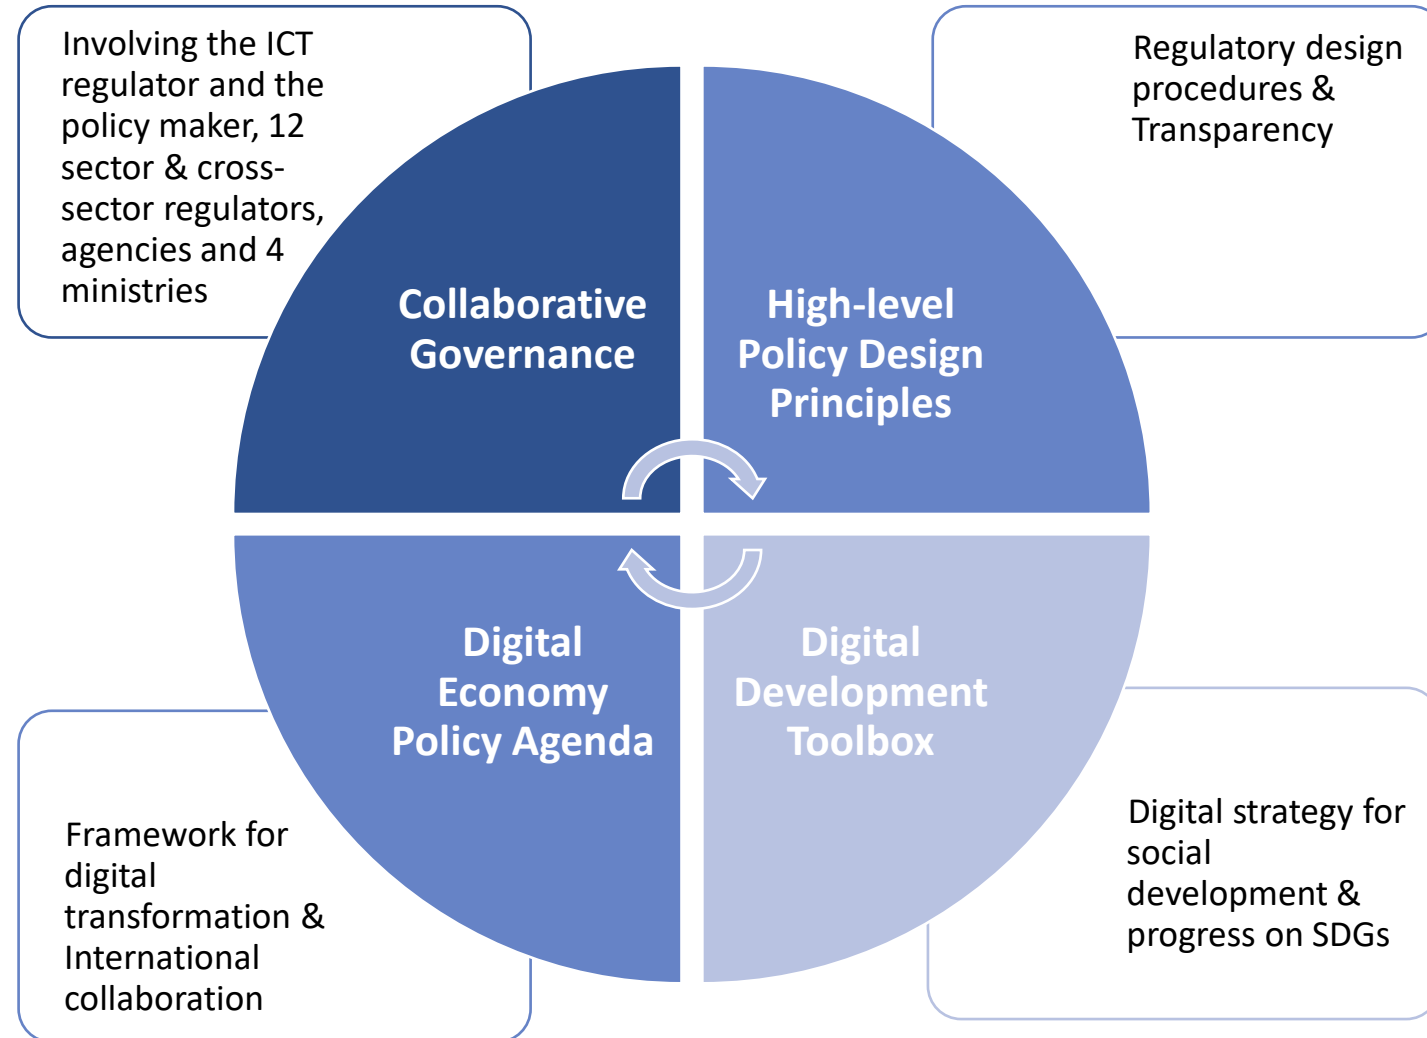 Involving the ICT
regulator and the
policy maker, 12
sector & cross-
sector regulators,
agencies and 4
ministries
Regulatory design
procedures &
Transparency
Collaborative
Governance
High-level
Policy Design
Principles
Digital
Economy
Policy Agenda
Digital
Development
Toolbox
Framework for
digital
transformation &
International
collaboration
Digital strategy for
social
development &
progress on SDGs